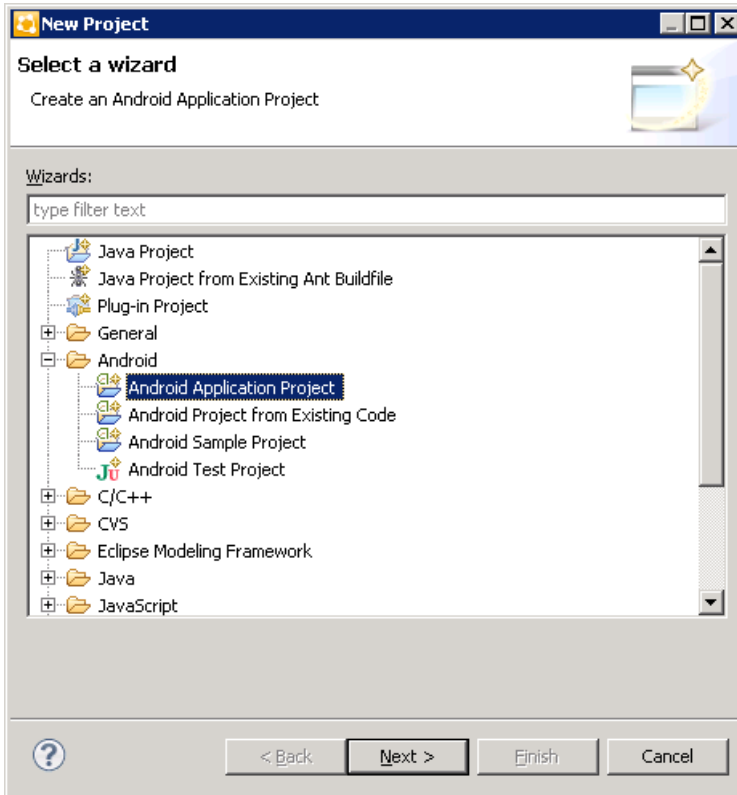 New Project
Select a wizard
Create an Android Application Project
Wizards:
type filter text
Java Project
Java Project from Existing Ant Buildfile
Plug-in Project
General
Android
Android Application Project
Android Project from Existing Code
Android Sample Project
Android Test Project
C/C++
CVS
Eclipse Modeling Framework
Java
JavaScript
< Back Next > Finish Cancel